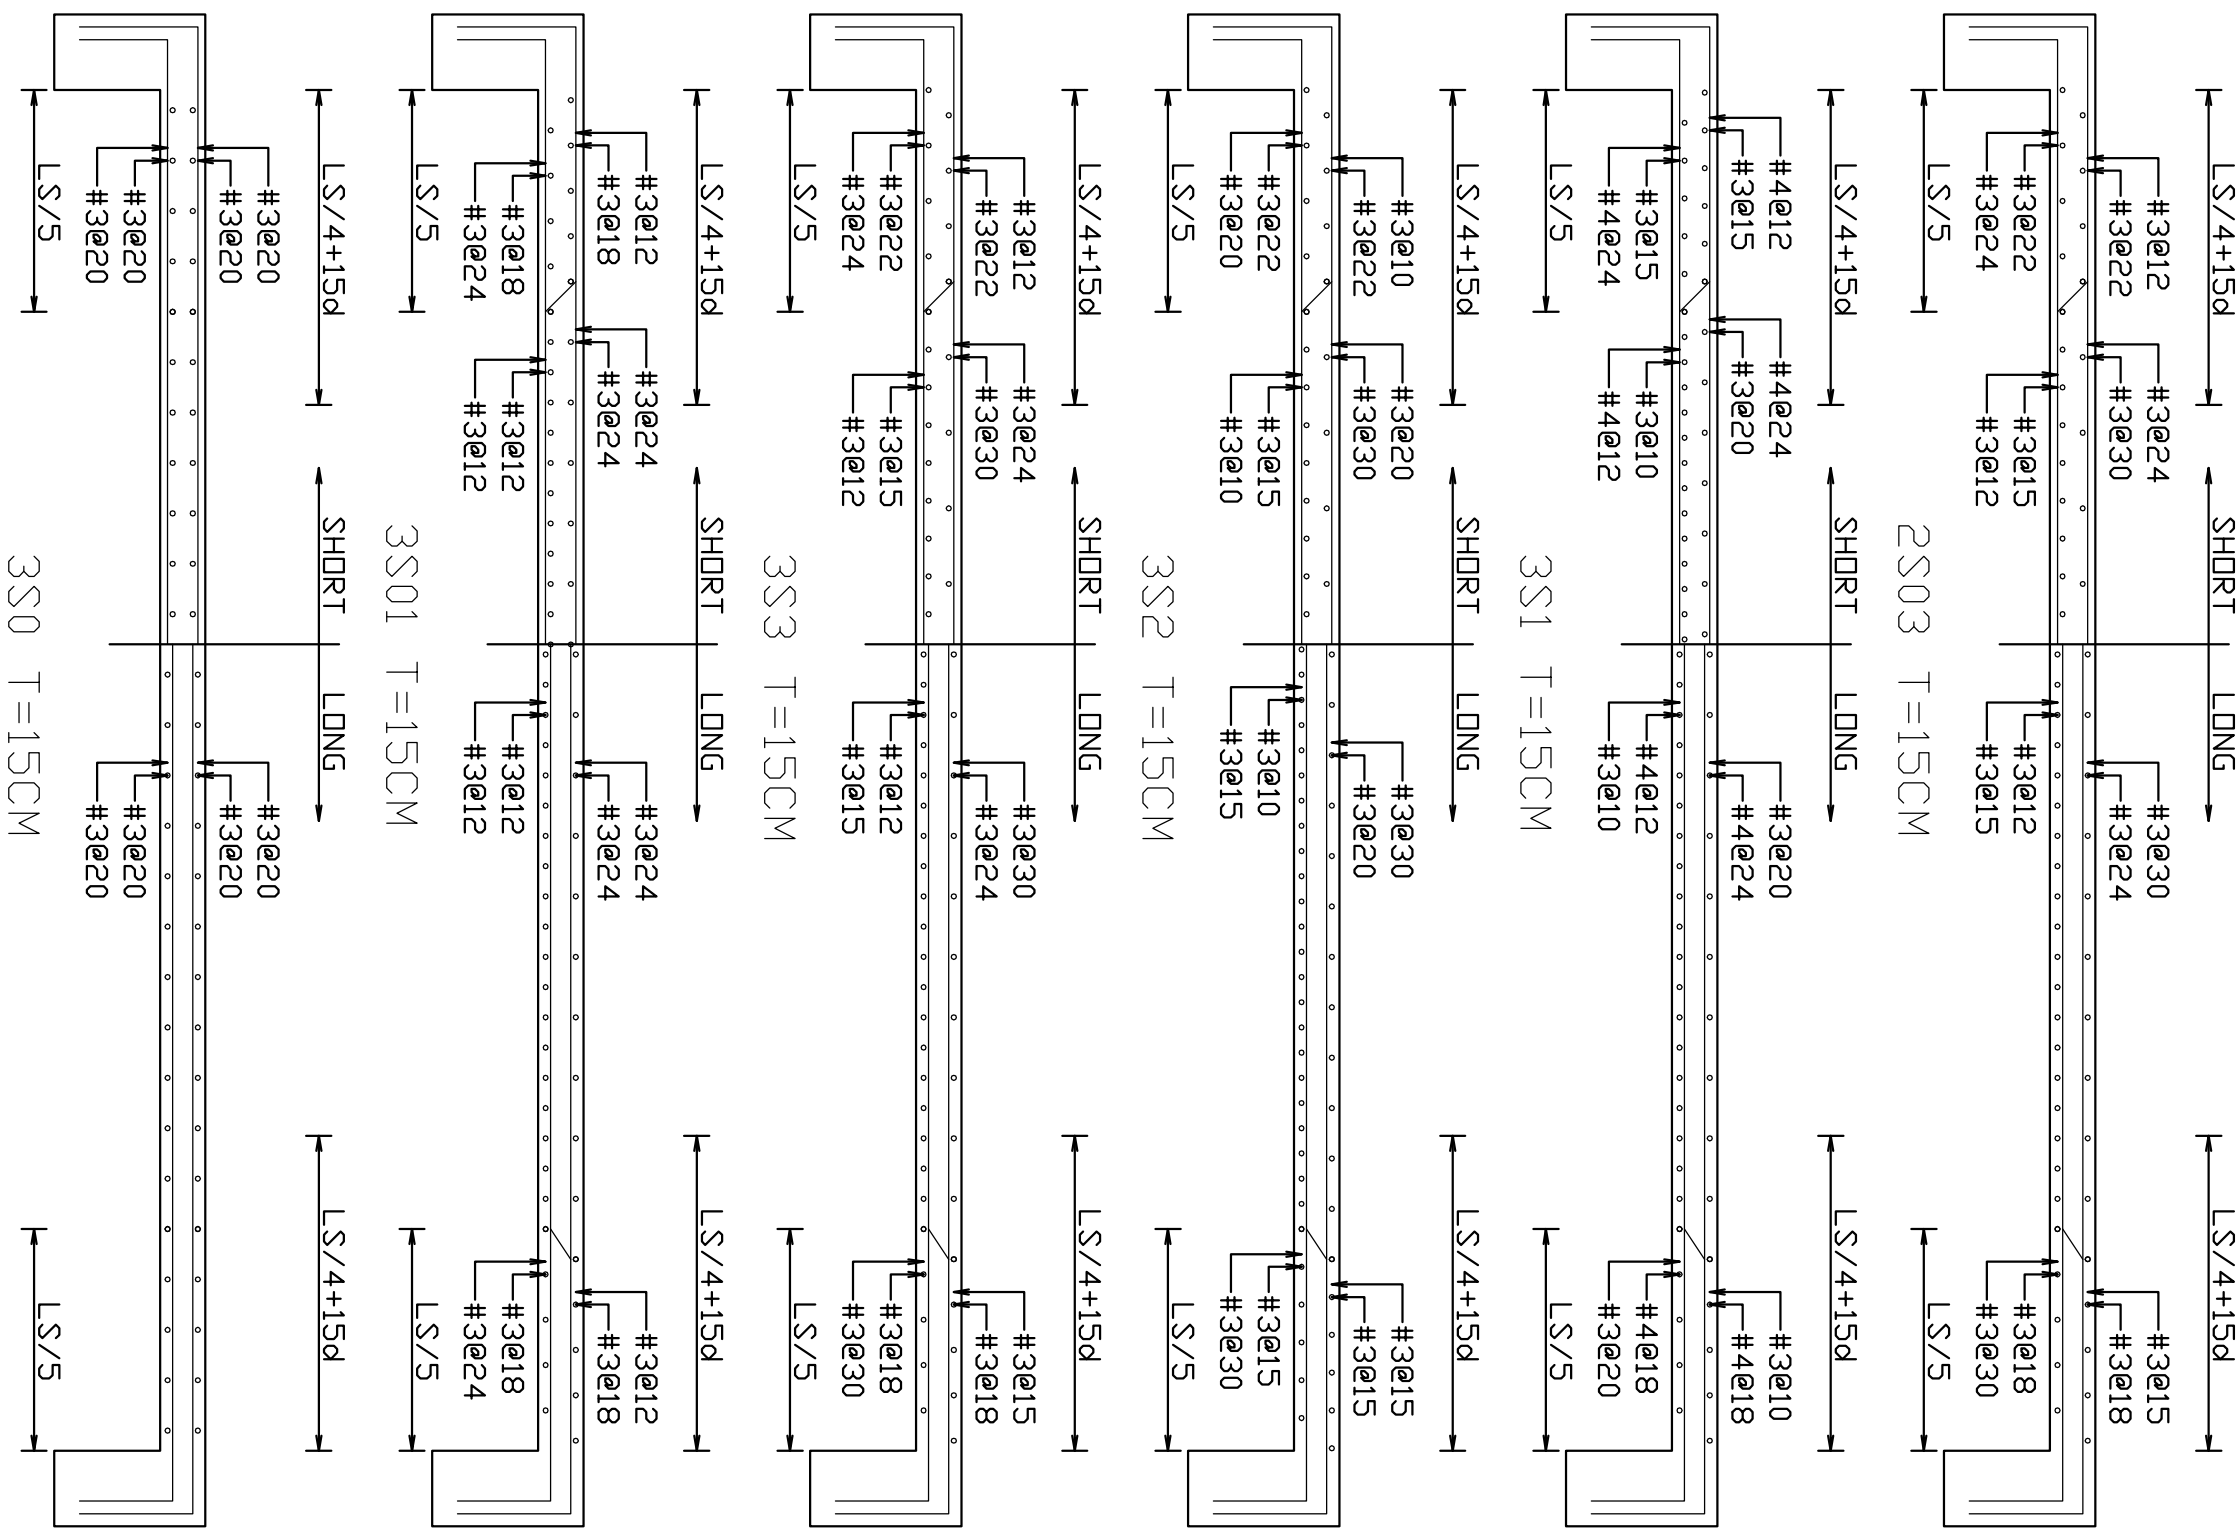 LS/4+15d SHORT LONG LS/4+15d
#3@12 #3@24 #3@30 #3@15
#3@22 #3@30 #3@24 #3@18
#3@22 #3@15 #3@12 #3@18
#3@24 #3@12 #3@15 #3@30
LS/5 LS/5
2S03 T=15CM
LS/4+15d SHORT LONG LS/4+15d
#4@12 #4@24 #3@20 #3@10
#3@15 #3@20 #4@24 #4@18
#3@15 #3@10 #4@12 #4@18
#4@24 #4@12 #3@10 #3@20
LS/5 LS/5
3S1 T=15CM
LS/4+15d SHORT LONG LS/4+15d
#3@10 #3@20 #3@30 #3@15
#3@22 #3@30 #3@20 #3@15
#3@22 #3@15 #3@10 #3@15
#3@20 #3@10 #3@15 #3@30
LS/5 LS/5
3S2 T=15CM
LS/4+15d SHORT LONG LS/4+15d
#3@12 #3@24 #3@30 #3@15
#3@22 #3@30 #3@24 #3@18
#3@22 #3@15 #3@12 #3@18
#3@24 #3@12 #3@15 #3@30
LS/5 LS/5
3S3 T=15CM
LS/4+15d SHORT LONG LS/4+15d
#3@12 #3@24 #3@24 #3@12
#3@18 #3@24 #3@24 #3@18
#3@18 #3@12 #3@12 #3@18
#3@24 #3@12 #3@12 #3@24
LS/5 LS/5
3S01 T=15CM
LS/4+15d SHORT LONG LS/4+15d
#3@20 #3@20
#3@20 #3@20
#3@20 #3@20
#3@20 #3@20
LS/5 LS/5
3S0 T=15CM